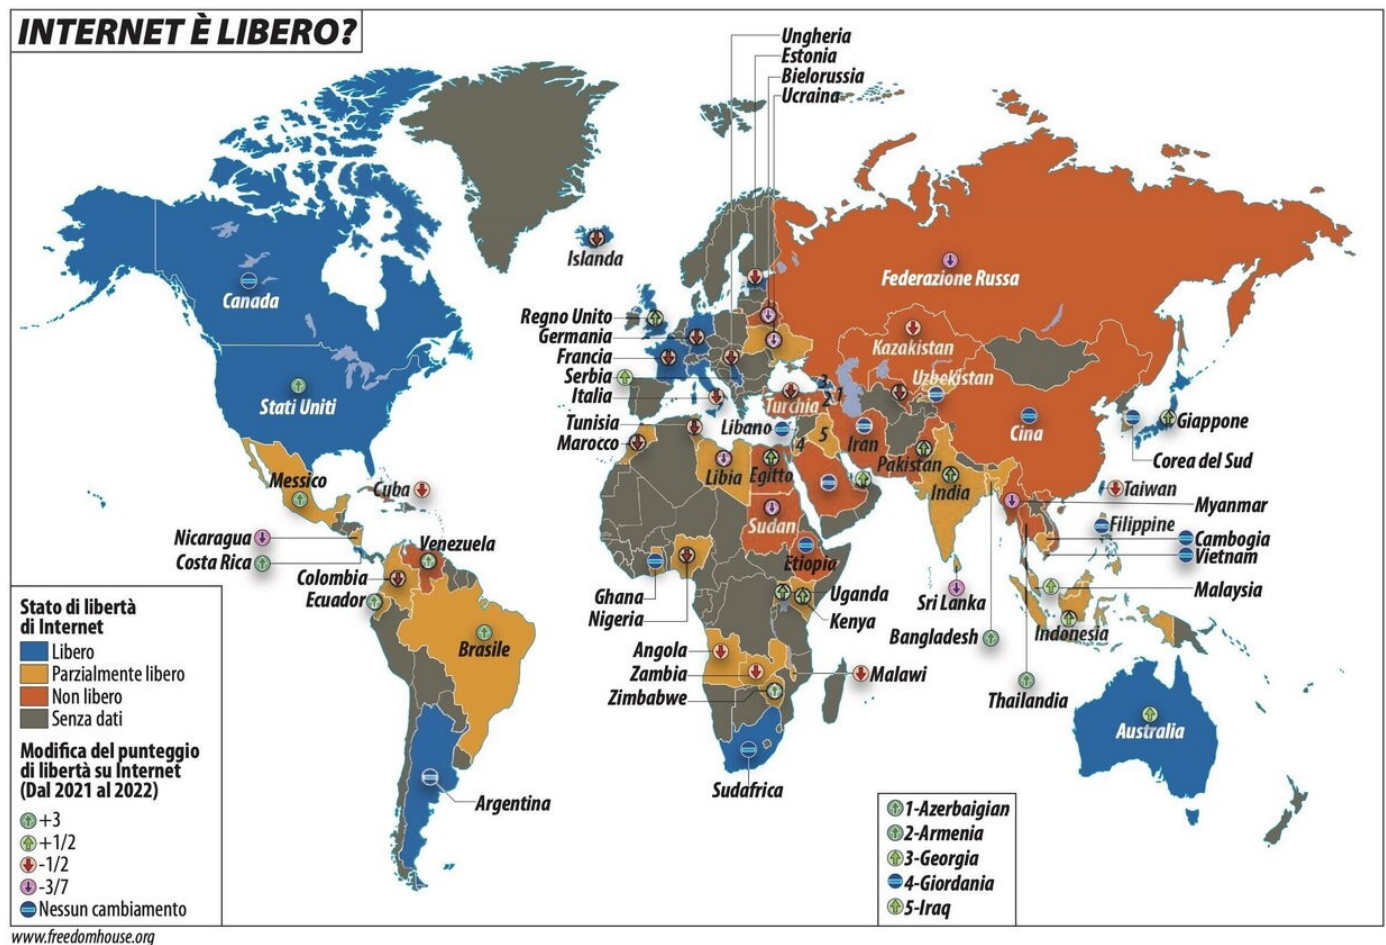 INTERNET È LIBERO?
Ungheria
Estonia
Bielorussia
Ucraina
Islanda
Canada
Federazione Russa
Regno Unito
Germania
Francia
Serbia
Italia
Kazakistan
Uzbekistan
Stati Uniti
Turchia
3
2
1
Tunisia
Marocco
Libano
4
5
Iran
Cina
Giappone
Corea del Sud
Libia
Egitto
Pakistan
India
Messico
Cuba
Taiwan
Myanmar
Sudan
Filippine
Nicaragua
Costa Rica
Venezuela
Cambogia
Vietnam
Etiopia
Colombia
Ecuador
Ghana
Nigeria
Uganda
Kenya
Sri Lanka
Malaysia
Bangladesh
Indonesia
Brasile
Angola
Zambia
Zimbabwe
Malawi
Thailandia
Australia
Sudafrica
Argentina
Stato di libertà
di Internet
Libero
Parzialmente libero
Non libero
Senza dati
Modifica del punteggio
di libertà su Internet
(Dal 2021 al 2022)
+3
+1/2
-1/2
-3/7
Nessun cambiamento
1-Azerbaigian
2-Armenia
3-Georgia
4-Giordania
5-Iraq
www.freedomhouse.org